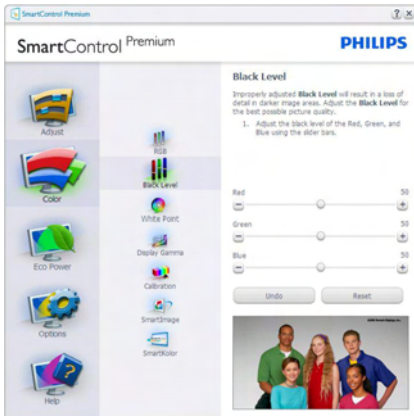 SmartControl Premium
SmartControl Premium
PHILIPS
Adjust
Color
Eco Power
Options
Help
RGB
Black Level
White Point
Display Gamma
Calibration
SmartImage
SmartKolor
Black Level
Improperly adjusted Black Level will result in a loss of
detail in darker image areas. Adjust the Black Level for
the best possible picture quality.
1. Adjust the black level of the Red, Green, and
Blue using the slider bars.
Red 50
Green 50
Blue 50
Undo Reset